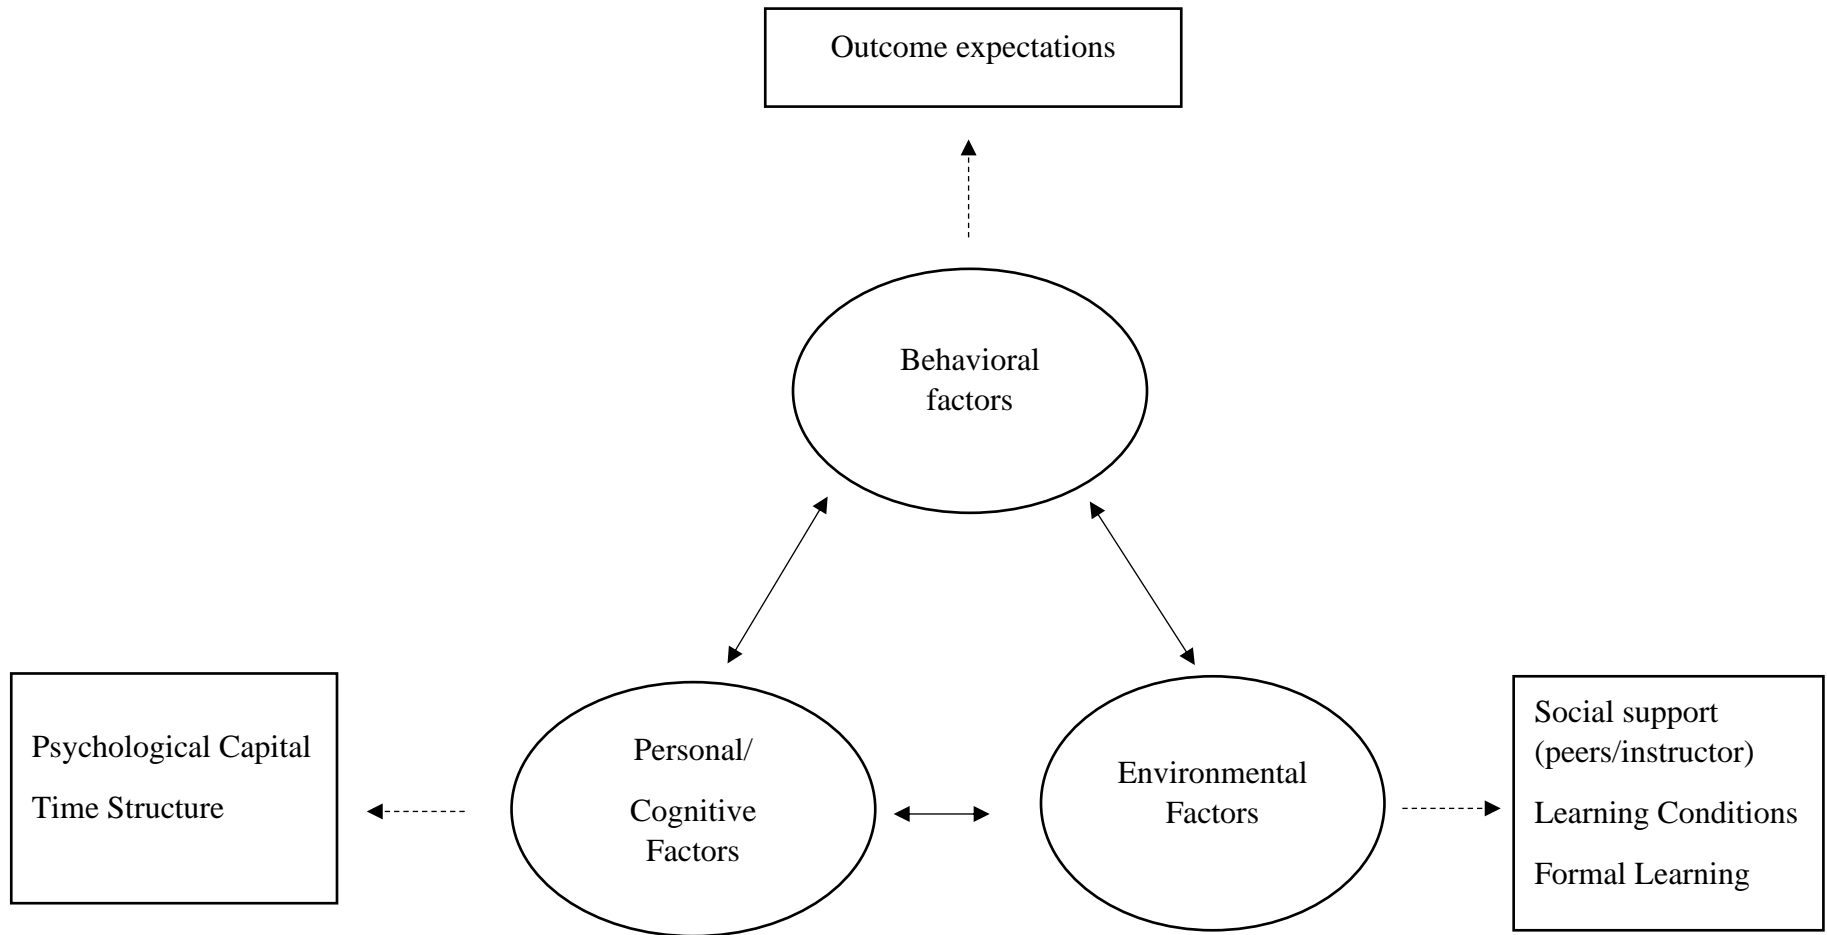 Outcome expectations
Behavioral
factors
Psychological Capital
Time Structure
Personal/
Cognitive
Factors
Environmental
Factors
Social support
(peers/instructor)
Learning Conditions
Formal Learning